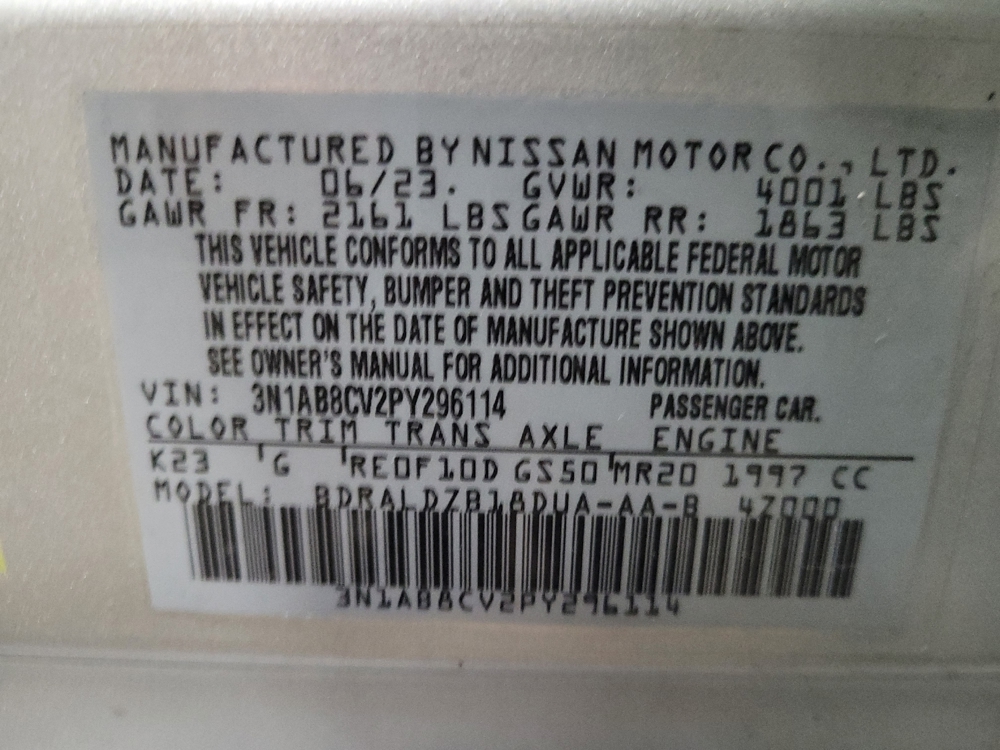 MANUFACTURED BY NISSAN MOTOR CO., LTD.
DATE: 06/23. GVWR: 4001 LBS
GAWR FR: 2161 LBS GAWR RR: 1863 LBS
THIS VEHICLE CONFORMS TO ALL APPLICABLE FEDERAL MOTOR
VEHICLE SAFETY, BUMPER AND THEFT PREVENTION STANDARDS
IN EFFECT ON THE DATE OF MANUFACTURE SHOWN ABOVE.
SEE OWNER'S MANUAL FOR ADDITIONAL INFORMATION.
VIN: 3N1AB8CV2PY296114 PASSENGER CAR.
COLOR TRIM TRANS AXLE ENGINE
K23 G RE0F10D GS50 MR20 1997 CC
MODEL: BDRALDZB18DUA-AA-B 4Z000
3N1AB8CV2PY296114